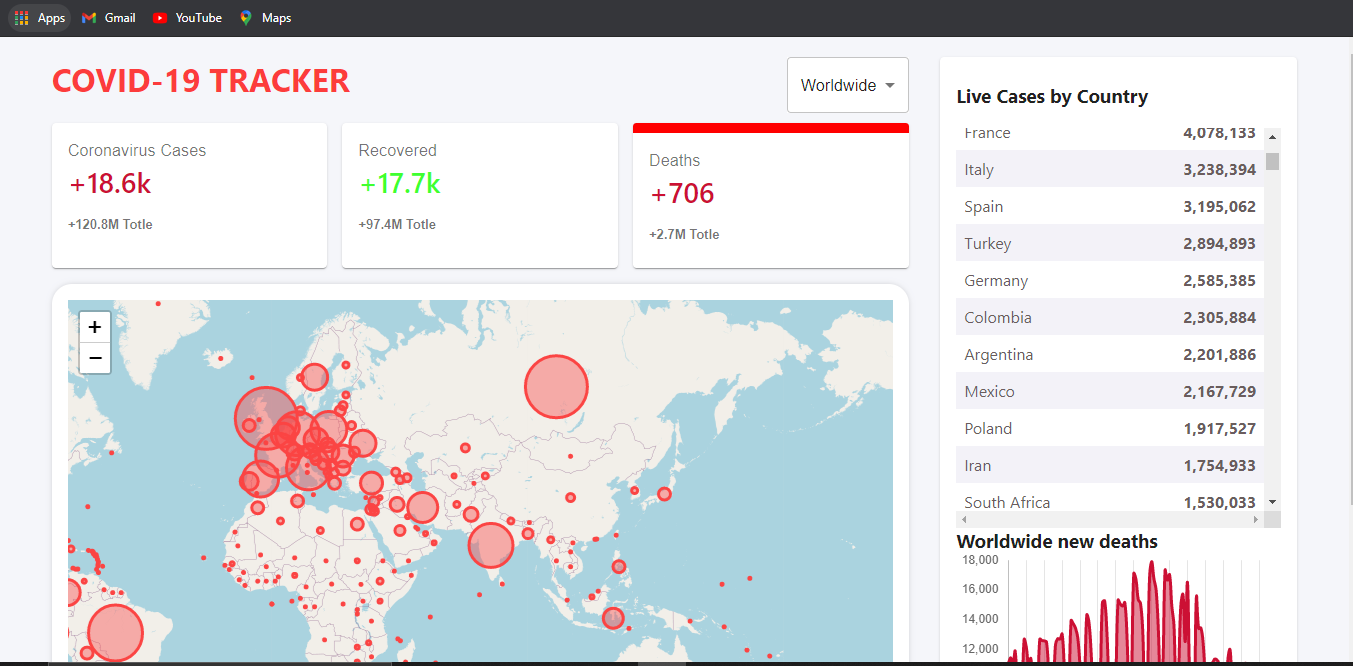 Apps Gmail YouTube Maps
COVID-19 TRACKER
Worldwide
Coronavirus Cases
+18.6k
+120.8M Totle
Recovered
+17.7k
+97.4M Totle
Deaths
+706
+2.7M Totle
+
−
Live Cases by Country
France 4,078,133
Italy 3,238,394
Spain 3,195,062
Turkey 2,894,893
Germany 2,585,385
Colombia 2,305,884
Argentina 2,201,886
Mexico 2,167,729
Poland 1,917,527
Iran 1,754,933
South Africa 1,530,033
Worldwide new deaths
18,000
16,000
14,000
12,000